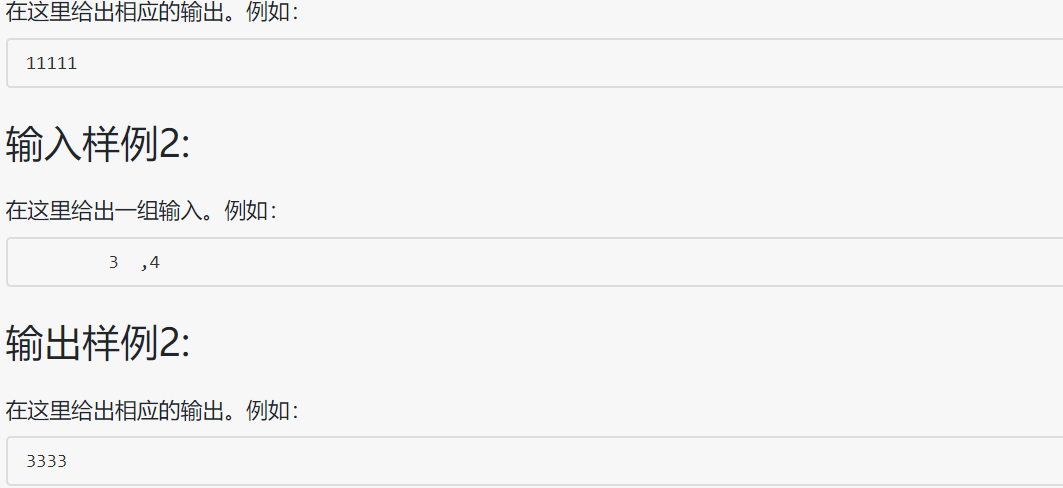 在这里给出相应的输出。例如：
11111
输入样例2:
在这里给出一组输入。例如：
3  ,4
输出样例2:
在这里给出相应的输出。例如：
3333